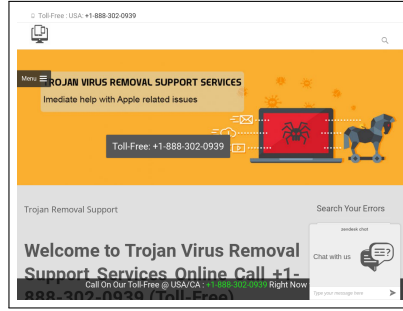 Toll-Free : USA: +1-888-302-0939
Menu
TROJAN VIRUS REMOVAL SUPPORT SERVICES
Imediate help with Apple related issues
Toll-Free: +1-888-302-0939
Trojan Removal Support
Search Your Errors
zendesk chat
Chat with us
Welcome to Trojan Virus Removal
Support Services Online Call +1-
888-302-0939 (Toll-Free)
Call On Our Toll-Free @ USA/CA : +1-888-302-0939 Right Now
Type your message here